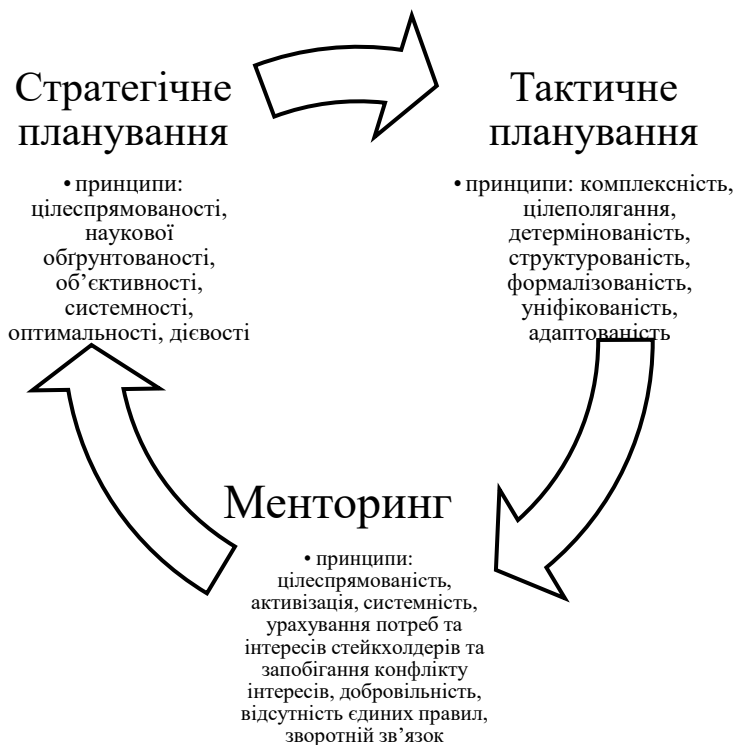 Стратегічне
планування
• принципи:
цілеспрямованості,
наукової
обґрунтованості,
об’єктивності,
системності,
оптимальності, дієвості
Тактичне
планування
• принципи: комплексність,
цілеполягання,
детермінованість,
структурованість,
формалізованість,
уніфікованість,
адаптованість
Менторинг
• принципи:
цілеспрямованість,
активізація, системність,
урахування потреб та
інтересів стейкхолдерів та
запобігання конфлікту
інтересів, добровільність,
відсутність єдиних правил,
зворотній зв’язок